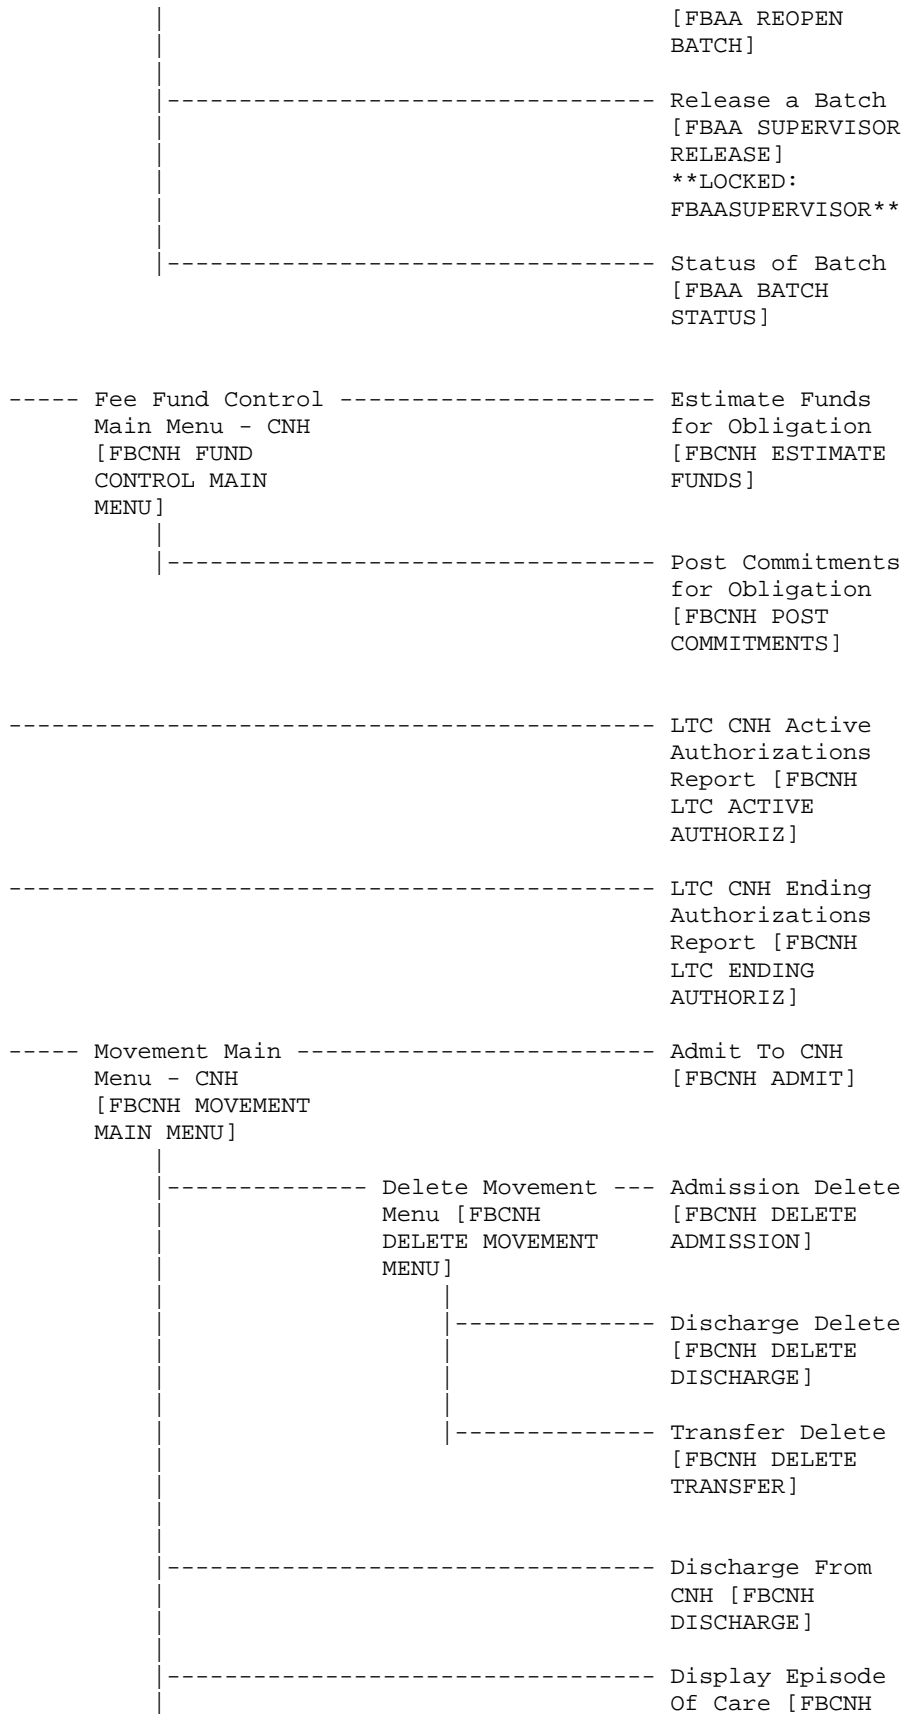 [FBAA REOPEN
BATCH]
Release a Batch
[FBAA SUPERVISOR
RELEASE]
**LOCKED:
FBAASUPERVISOR**
Status of Batch
[FBAA BATCH
STATUS]
----- Fee Fund Control ---------------------- Estimate Funds
Main Menu - CNH for Obligation
[FBCNH FUND [FBCNH ESTIMATE
CONTROL MAIN FUNDS]
MENU]
Post Commitments
for Obligation
[FBCNH POST
COMMITMENTS]
LTC CNH Active
Authorizations
Report [FBCNH
LTC ACTIVE
AUTHORIZ]
LTC CNH Ending
Authorizations
Report [FBCNH
LTC ENDING
AUTHORIZ]
----- Movement Main ------------------------- Admit To CNH
Menu - CNH [FBCNH ADMIT]
[FBCNH MOVEMENT
MAIN MENU]
Delete Movement --- Admission Delete
Menu [FBCNH [FBCNH DELETE
DELETE MOVEMENT ADMISSION]
MENU]
Discharge Delete
[FBCNH DELETE
DISCHARGE]
Transfer Delete
[FBCNH DELETE
TRANSFER]
Discharge From
CNH [FBCNH
DISCHARGE]
Display Episode
Of Care [FBCNH